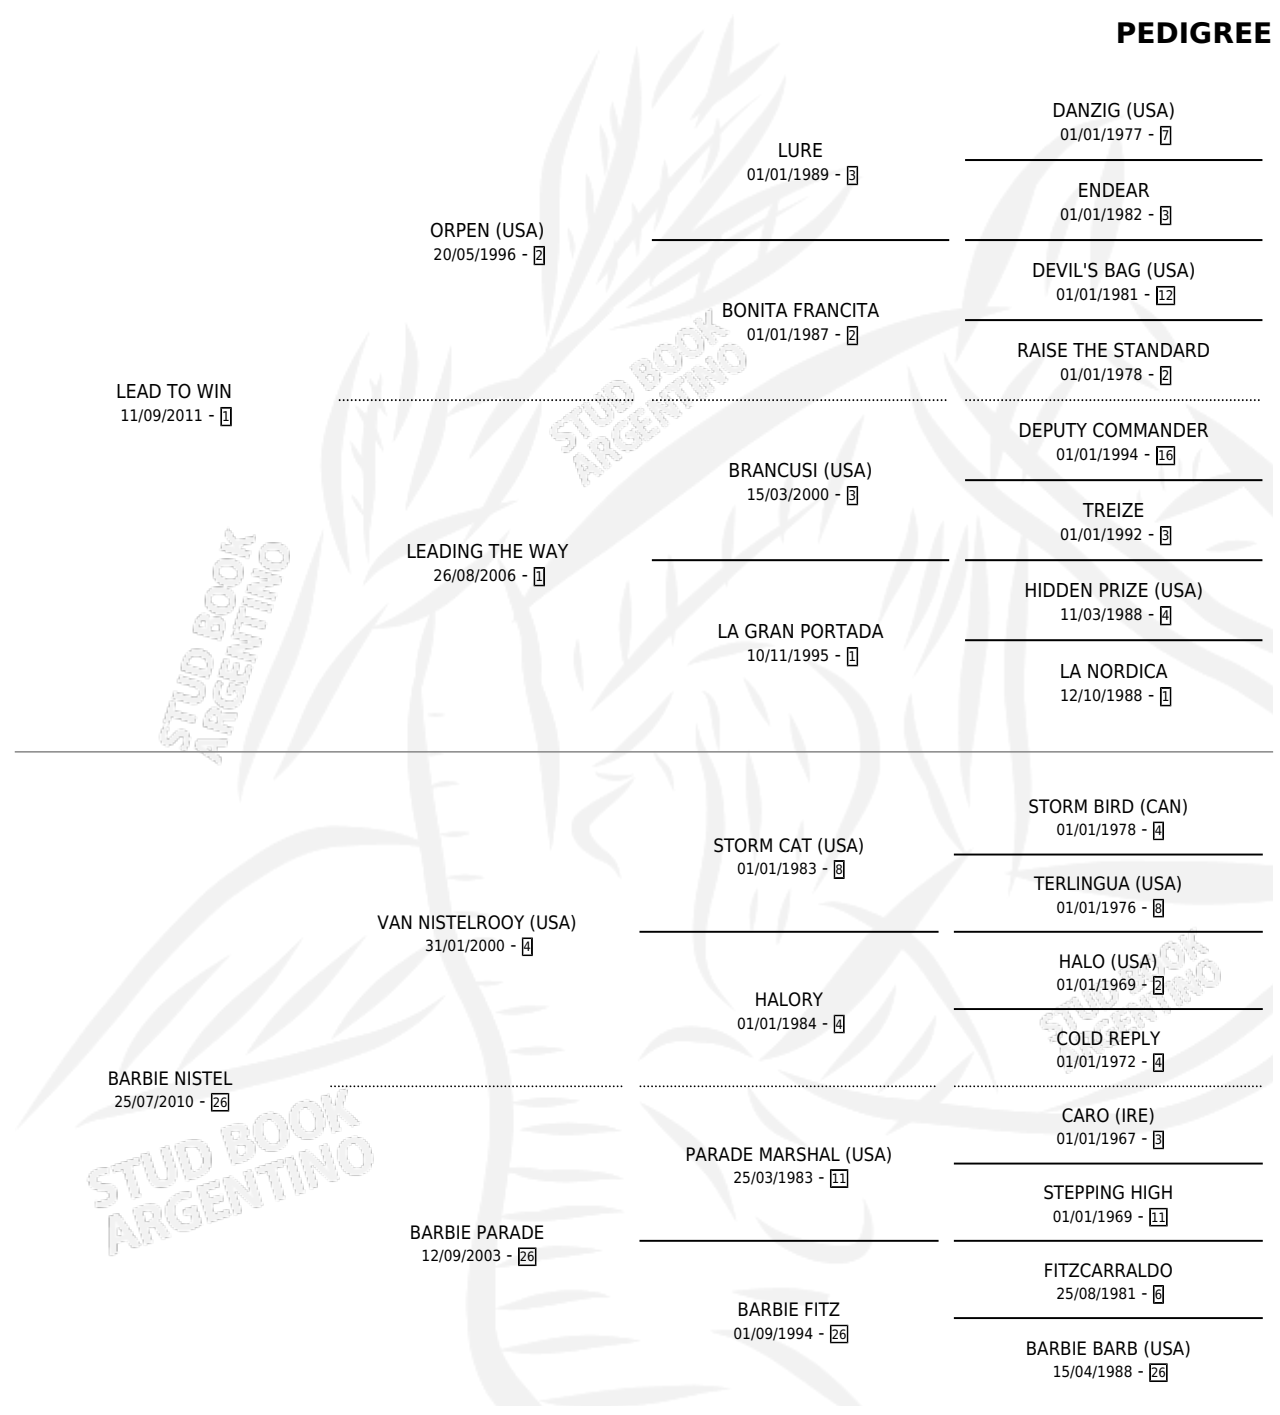 PEDIGREE
LEAD TO WIN
11/09/2011 - 1
ORPEN (USA)
20/05/1996 - 2
LEADING THE WAY
26/08/2006 - 1
LURE
01/01/1989 - 3
BONITA FRANCITA
01/01/1987 - 2
BRANCUSI (USA)
15/03/2000 - 3
LA GRAN PORTADA
10/11/1995 - 1
DANZIG (USA)
01/01/1977 - 7
ENDEAR
01/01/1982 - 3
DEVIL'S BAG (USA)
01/01/1981 - 12
RAISE THE STANDARD
01/01/1978 - 2
DEPUTY COMMANDER
01/01/1994 - 16
TREIZE
01/01/1992 - 3
HIDDEN PRIZE (USA)
11/03/1988 - 4
LA NORDICA
12/10/1988 - 1
BARBIE NISTEL
25/07/2010 - 26
VAN NISTELROOY (USA)
31/01/2000 - 4
BARBIE PARADE
12/09/2003 - 26
STORM CAT (USA)
01/01/1983 - 8
HALORY
01/01/1984 - 4
PARADE MARSHAL (USA)
25/03/1983 - 11
BARBIE FITZ
01/09/1994 - 26
STORM BIRD (CAN)
01/01/1978 - 4
TERLINGUA (USA)
01/01/1976 - 8
HALO (USA)
01/01/1969 - 2
COLD REPLY
01/01/1972 - 4
CARO (IRE)
01/01/1967 - 3
STEPPING HIGH
01/01/1969 - 11
FITZCARRALDO
25/08/1981 - 6
BARBIE BARB (USA)
15/04/1988 - 26
STUD BOOK
ARGENTINO
STUD BOOK
ARGENTINO
STUD BOOK
ARGENTINO
STUD BOOK
ARGENTINO